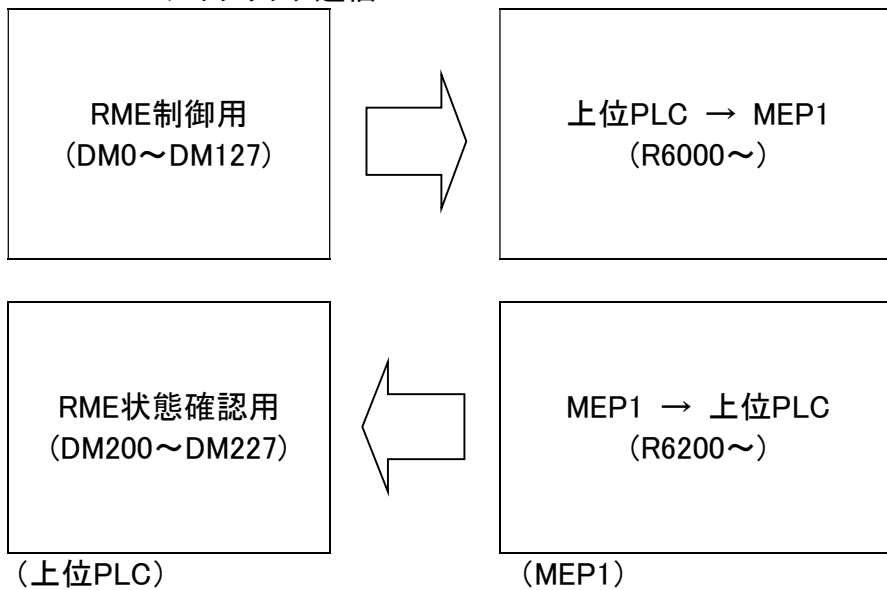 RME制御用
（DM0～DM127）
上位PLC → MEP1
（R6000～）
RME状態確認用
（DM200～DM227）
MEP1 → 上位PLC
（R6200～）
（上位PLC）
（MEP1）